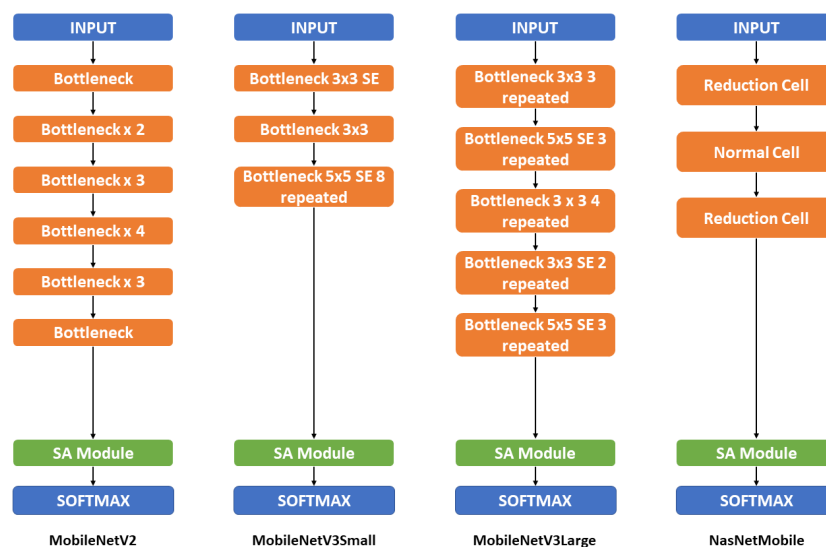 INPUT
Bottleneck
Bottleneck x 2
Bottleneck x 3
Bottleneck x 4
Bottleneck x 3
Bottleneck
SA Module
SOFTMAX
MobileNetV2
INPUT
Bottleneck 3x3 SE
Bottleneck 3x3
Bottleneck 5x5 SE 8
repeated
SA Module
SOFTMAX
MobileNetV3Small
INPUT
Bottleneck 3x3 3
repeated
Bottleneck 5x5 SE 3
repeated
Bottleneck 3 x 3 4
repeated
Bottleneck 3x3 SE 2
repeated
Bottleneck 5x5 SE 3
repeated
SA Module
SOFTMAX
MobileNetV3Large
INPUT
Reduction Cell
Normal Cell
Reduction Cell
SA Module
SOFTMAX
NasNetMobile